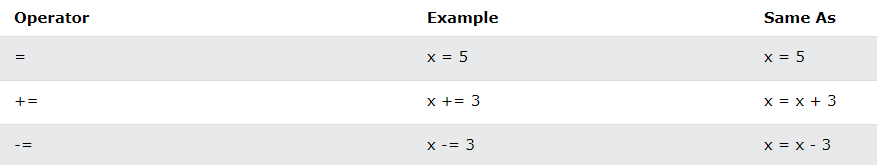 Operator Example Same As
= x = 5 x = 5
+= x += 3 x = x + 3
-= x -= 3 x = x - 3